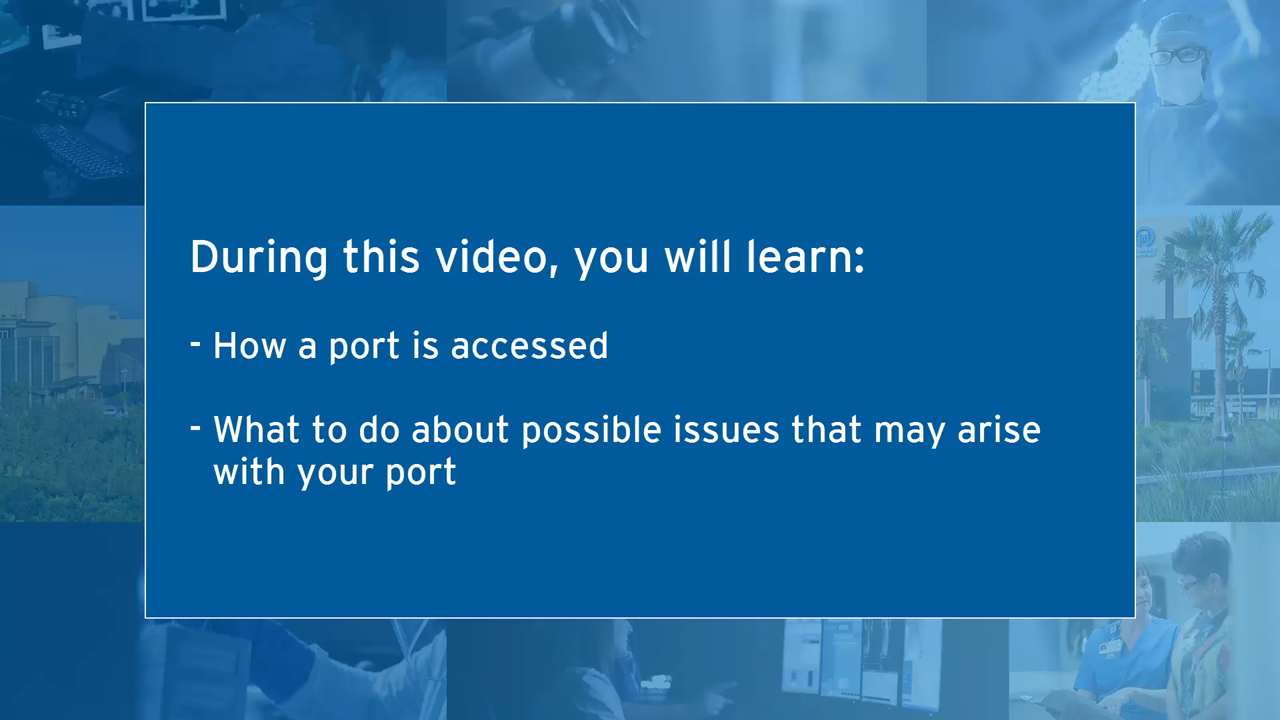 During this video, you will learn:
- How a port is accessed
- What to do about possible issues that may arise
with your port